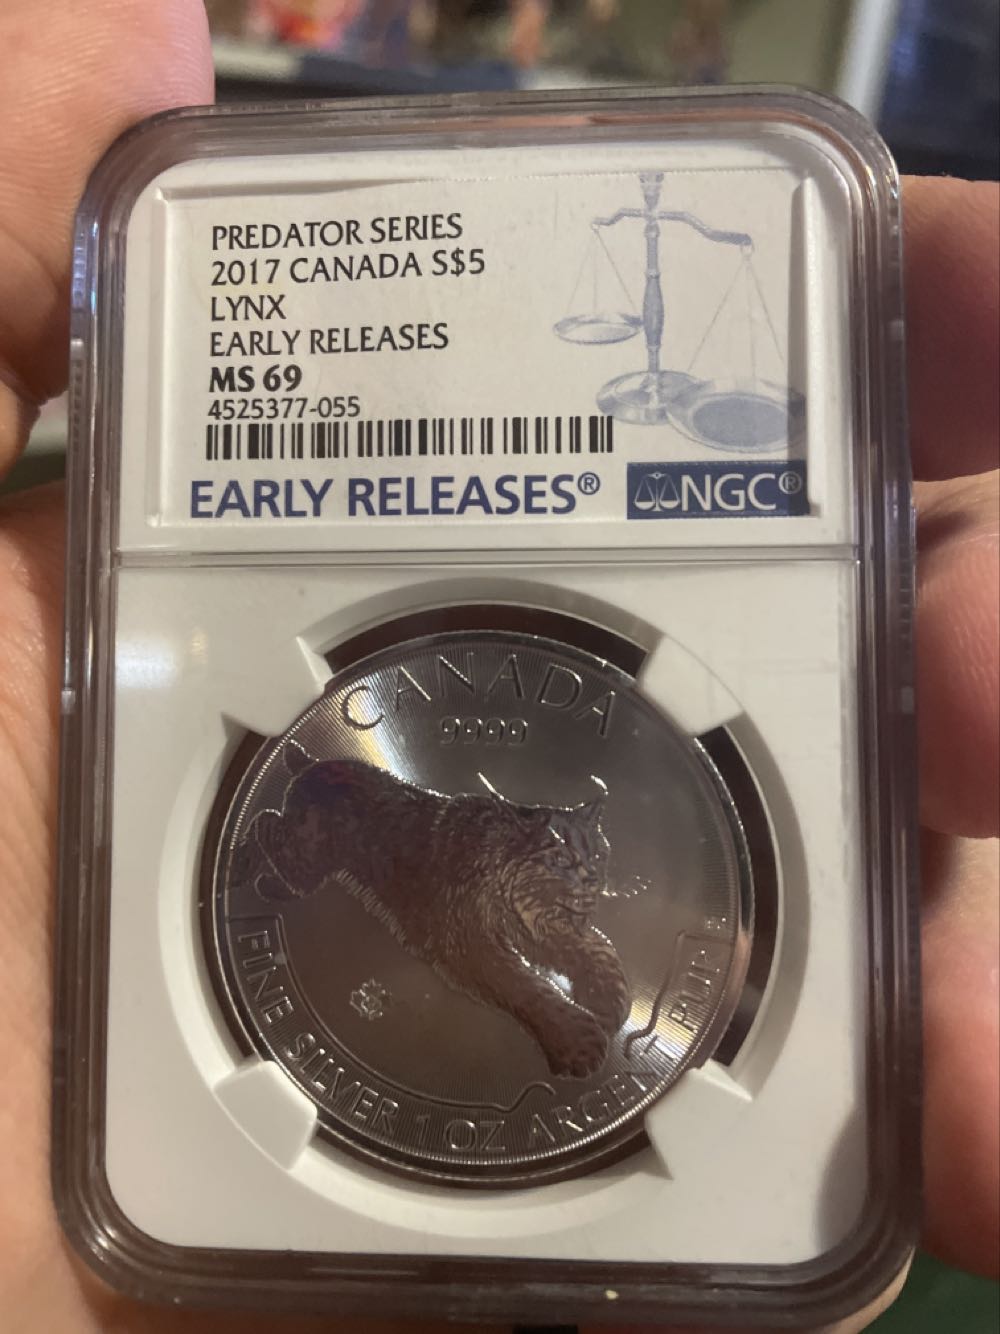 PREDATOR SERIES
2017 CANADA S$5
LYNX
EARLY RELEASES
MS 69
4525377-055
EARLY RELEASES®
NGC®
CANADA
9999
FINE SILVER 1 OZ ARGENT PUR